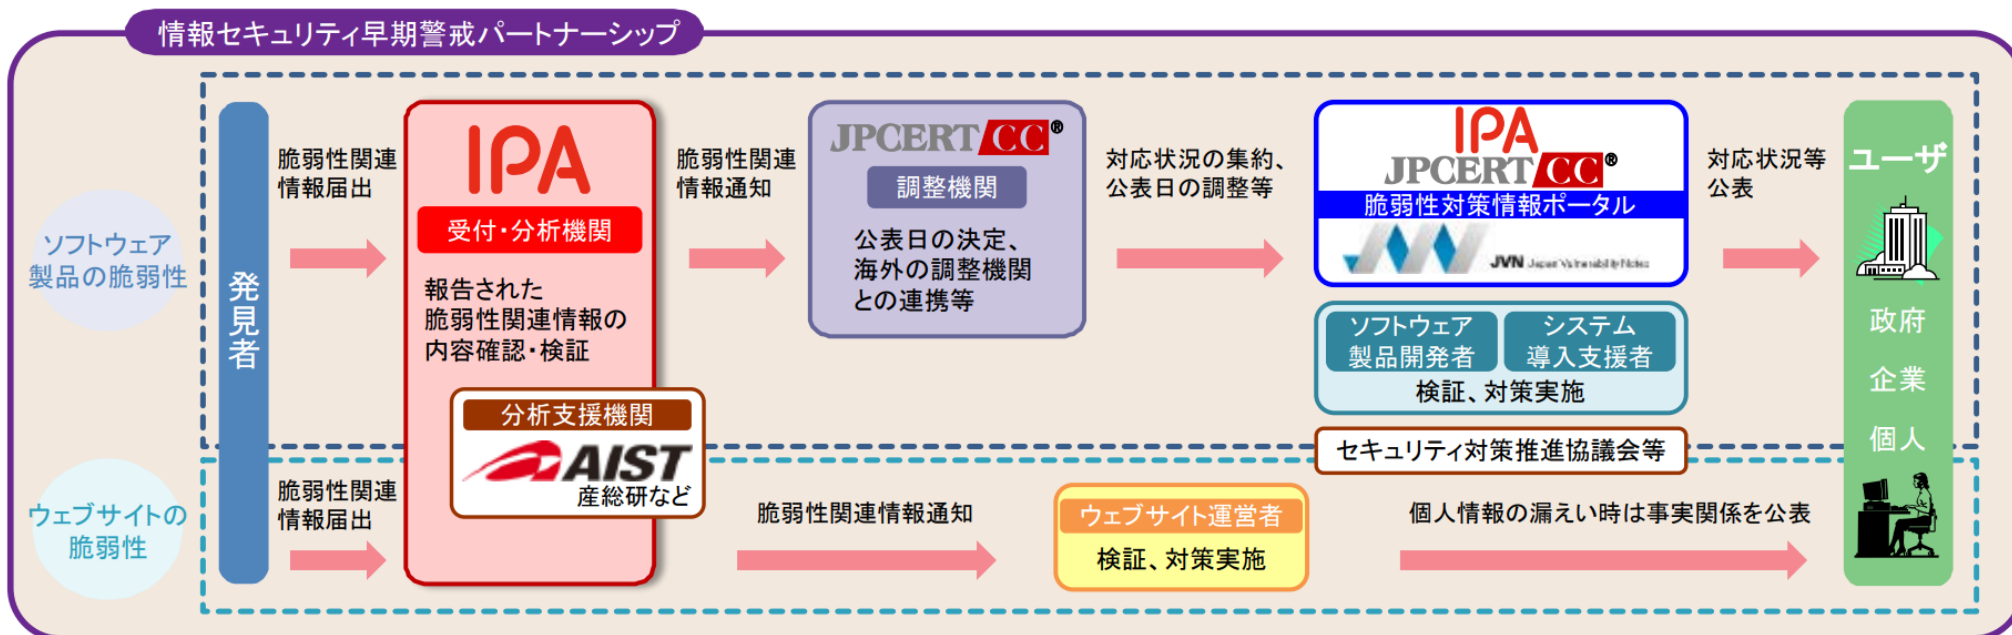 情報セキュリティ早期警戒パートナーシップ
ソフトウェア
製品の脆弱性
発見者
脆弱性関連
情報届出
IPA
受付・分析機関
報告された
脆弱性関連情報の
内容確認・検証
分析支援機関
AIST
産総研など
脆弱性関連
情報通知
JPCERT CC®
調整機関
公表日の決定、
海外の調整機関
との連携等
対応状況の集約、
公表日の調整等
IPA
JPCERT CC®
脆弱性対策情報ポータル
JVN Japan Vulnerability Notes
ソフトウェア
製品開発者
システム
導入支援者
検証、対策実施
セキュリティ対策推進協議会等
対応状況等
公表
ユーザ
政府
企業
個人
ウェブサイトの
脆弱性
脆弱性関連
情報届出
脆弱性関連情報通知
ウェブサイト運営者
検証、対策実施
個人情報の漏えい時は事実関係を公表